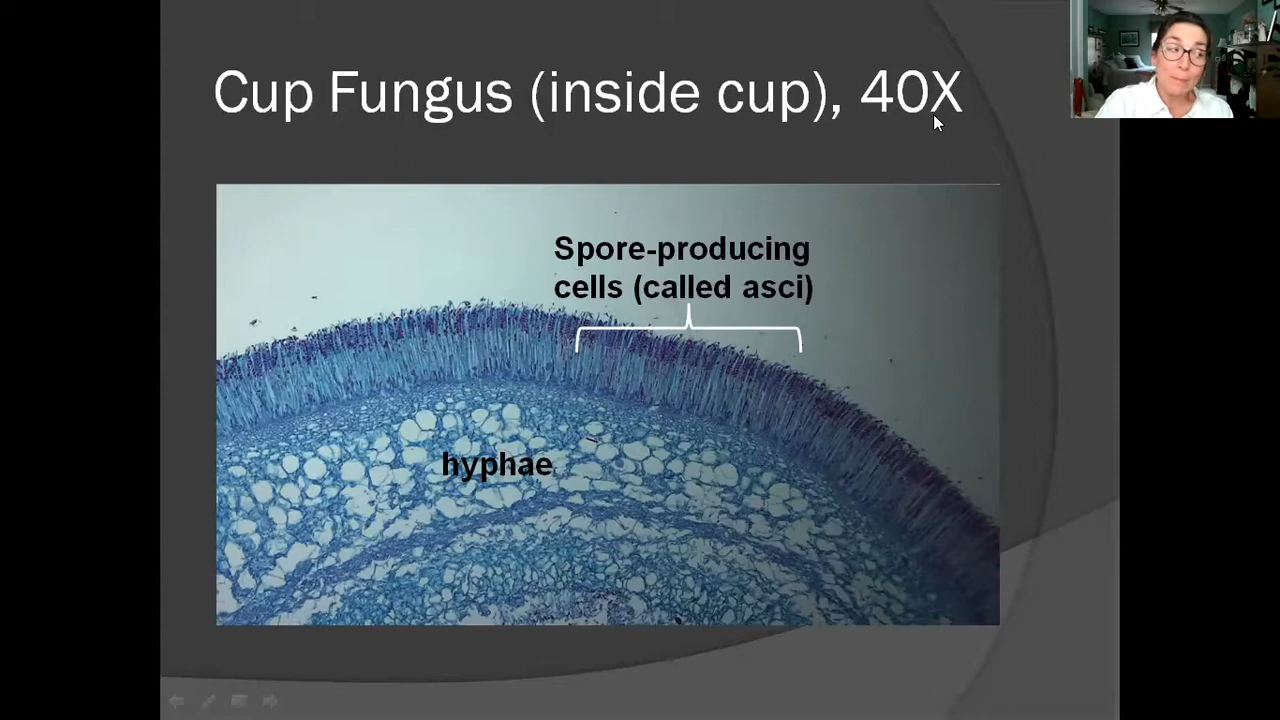 Cup Fungus (inside cup), 40X
Spore-producing
cells (called asci)
hyphae